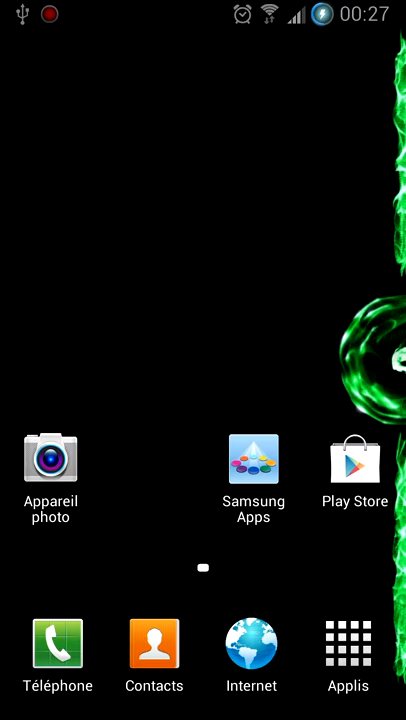 00:27
Appareil
photo
Samsung
Apps
Play Store
Téléphone
Contacts
Internet
Applis